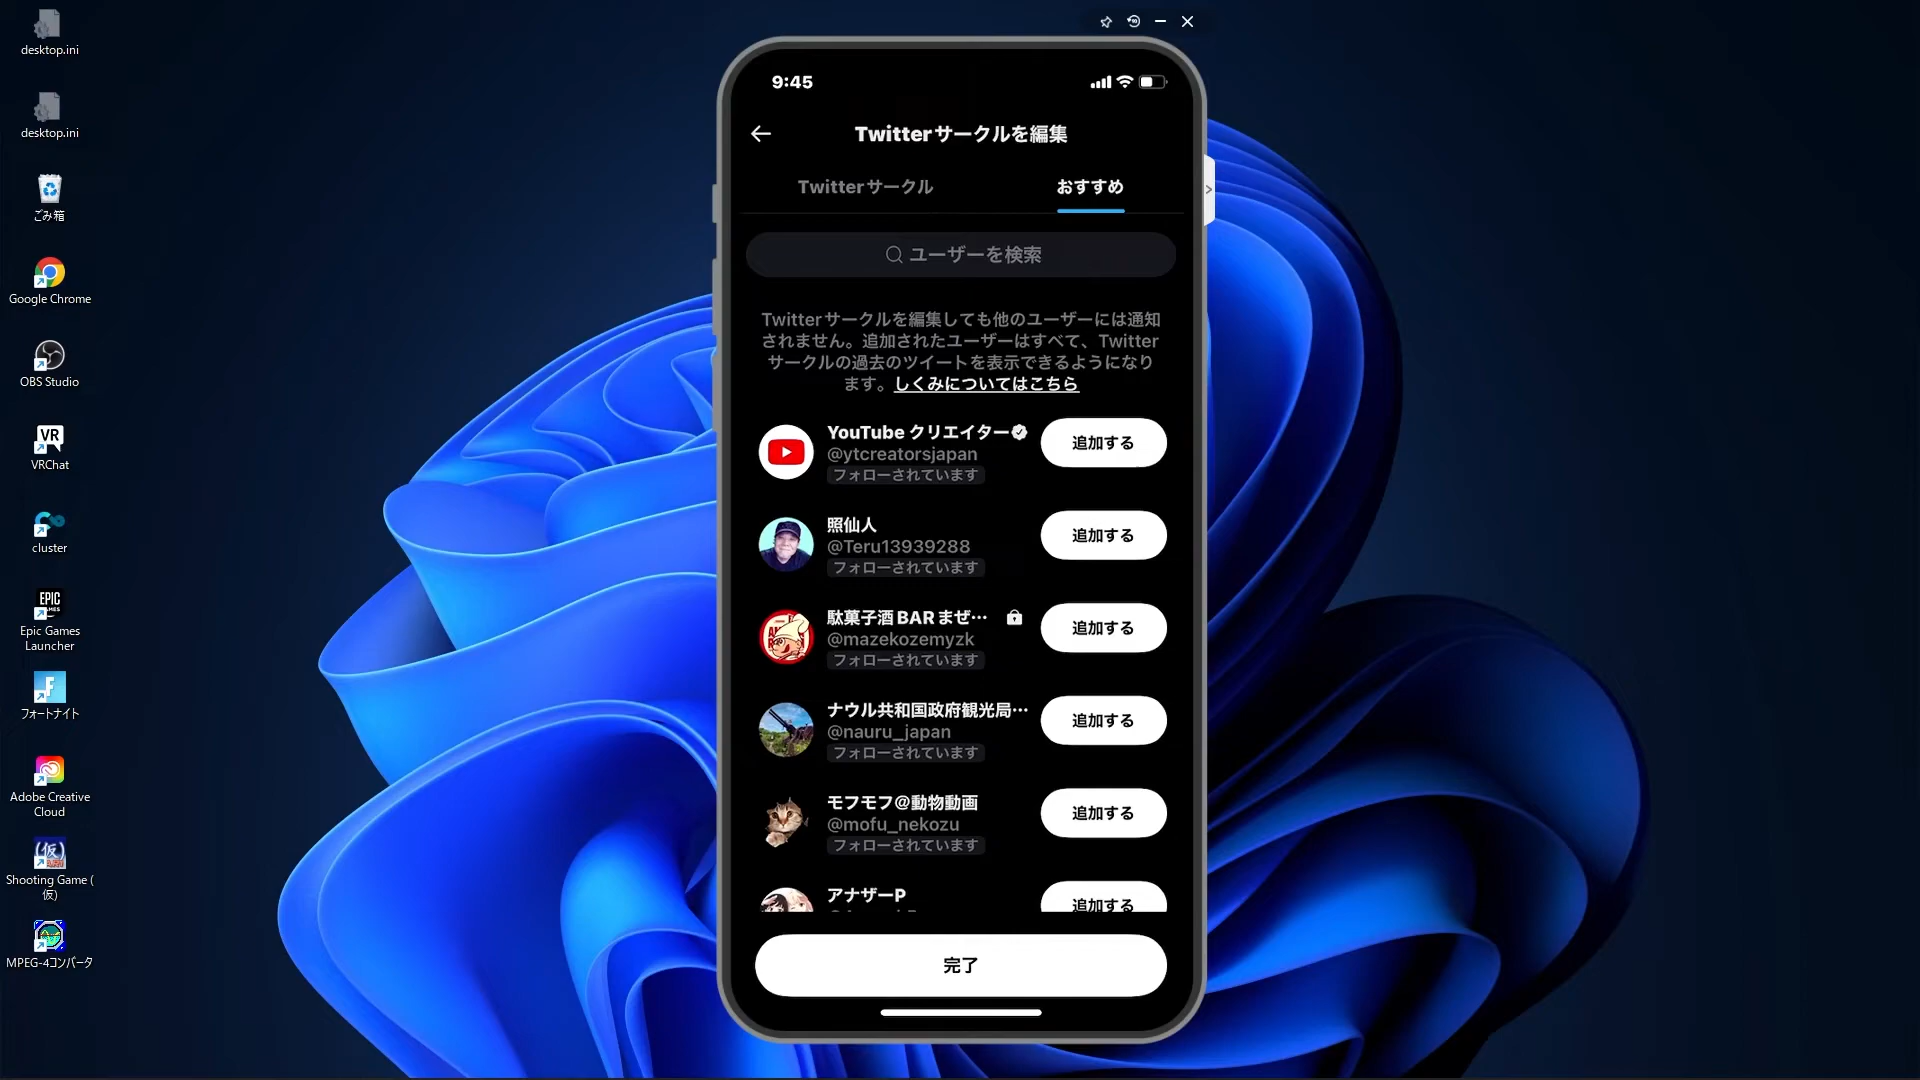 desktop.ini
desktop.ini
ごみ箱
Google Chrome
OBS Studio
VR
VRChat
cluster
EPIC
GAMES
Epic Games
Launcher
F
フォートナイト
Adobe Creative
Cloud
(仮)
Shooting Game (
仮)
MPEG-4コンバータ
9:45
Twitterサークルを編集
Twitterサークル
おすすめ
ユーザーを検索
Twitterサークルを編集しても他のユーザーには通知
されません。追加されたユーザーはすべて、Twitter
サークルの過去のツイートを表示できるようになり
ます。しくみについてはこちら
YouTube クリエイター
@ytcreatorsjapan
フォローされています
追加する
照仙人
@Teru13939288
フォローされています
追加する
駄菓子酒BARまぜ…
@mazekozemyzk
フォローされています
追加する
ナウル共和国政府観光局…
@nauru_japan
フォローされています
追加する
モフモフ@動物動画
@mofu_nekozu
フォローされています
追加する
アナザーP
追加する
完了